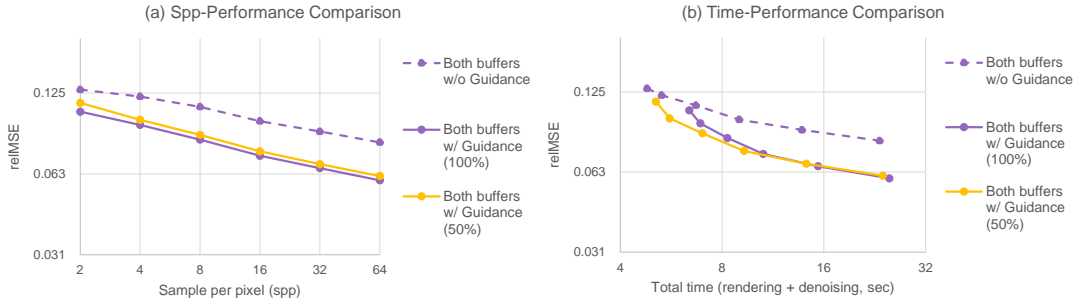 (a) Spp-Performance Comparison
relMSE
0.125
0.063
0.031
2
4
8
16
32
64
Sample per pixel (spp)
Both buffers
w/o Guidance
Both buffers
w/ Guidance
(100%)
Both buffers
w/ Guidance
(50%)
(b) Time-Performance Comparison
relMSE
0.125
0.063
0.031
4
8
16
32
Total time (rendering + denoising, sec)
Both buffers
w/o Guidance
Both buffers
w/ Guidance
(100%)
Both buffers
w/ Guidance
(50%)